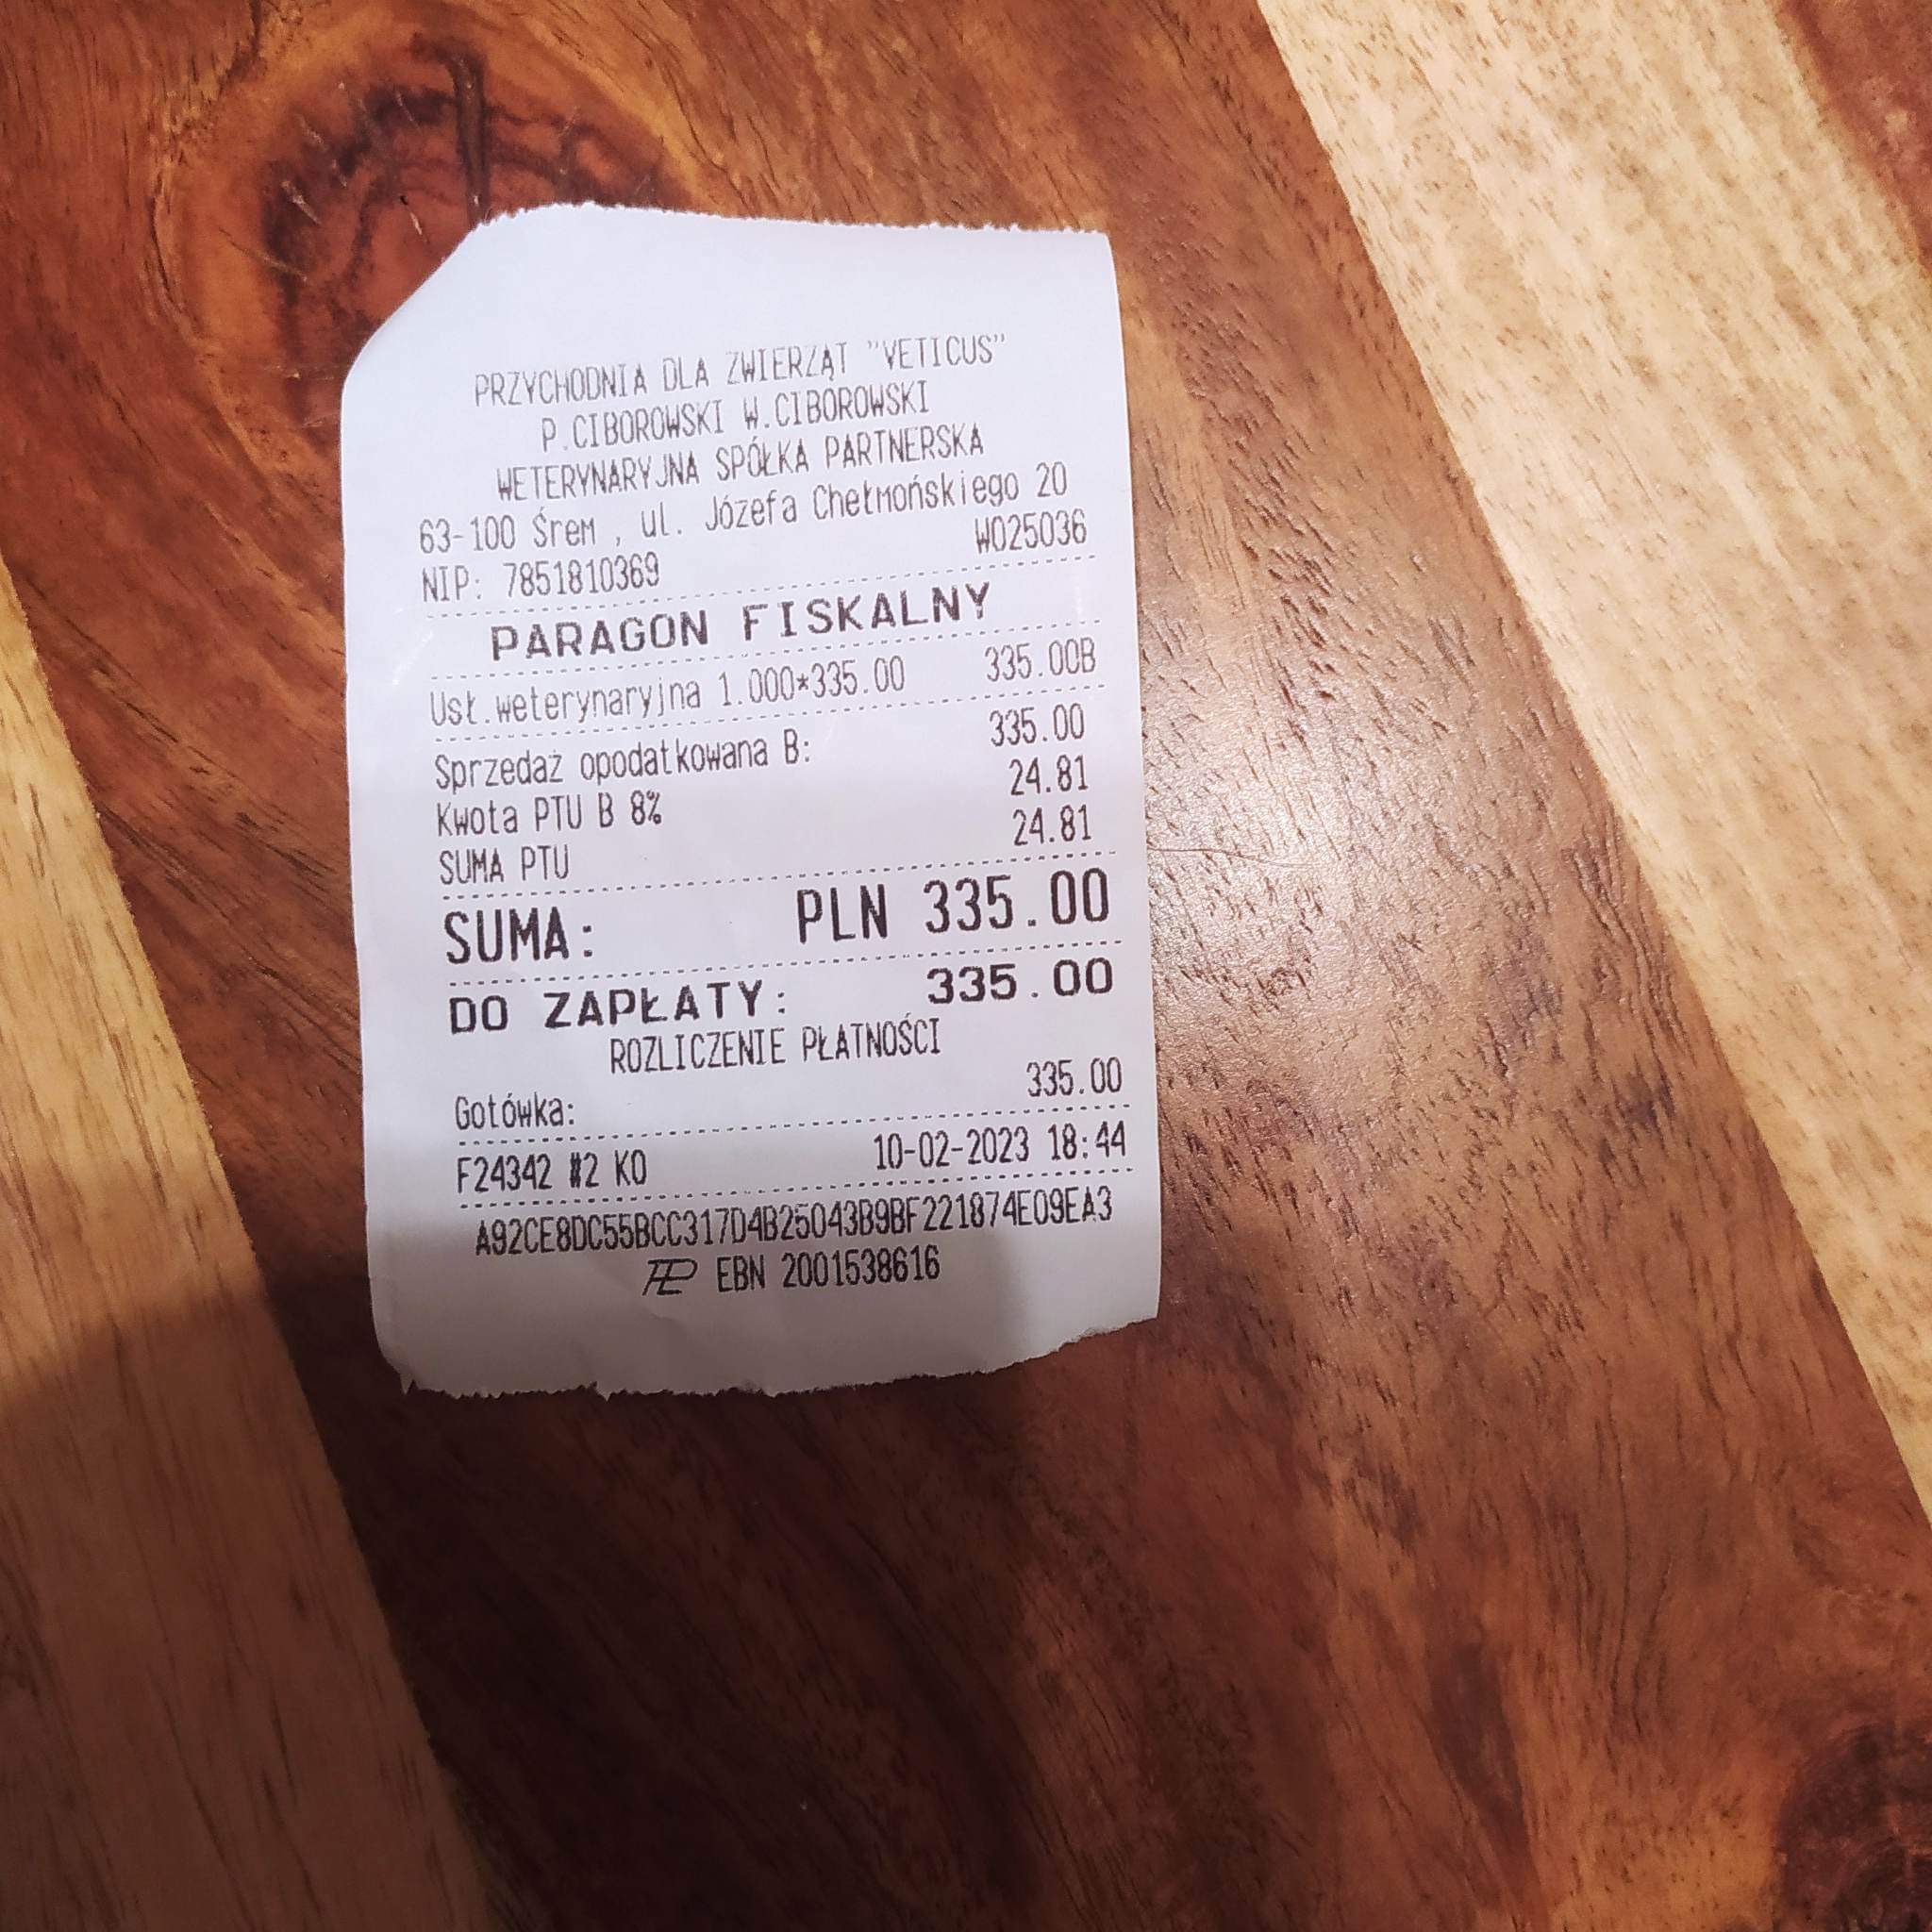 PRZYCHODNIA DLA ZWIERZĄT "VETICUS"
P.CIBOROWSKI W.CIBOROWSKI
WETERYNARYJNA SPÓŁKA PARTNERSKA
63-100 Śrem , ul. Józefa Chełmońskiego 20
NIP: 7851810369 W025036
PARAGON FISKALNY
Usł.weterynaryjna 1.000*335.00 335.00B
Sprzedaż opodatkowana B: 335.00
Kwota PTU B 8% 24.81
SUMA PTU 24.81
SUMA: PLN 335.00
DO ZAPŁATY: 335.00
ROZLICZENIE PŁATNOŚCI
Gotówka: 335.00
F24342 #2 KO 10-02-2023 18:44
A92CE8DC55BCC317D4B25043B9BF221874E09EA3
EBN 2001538616